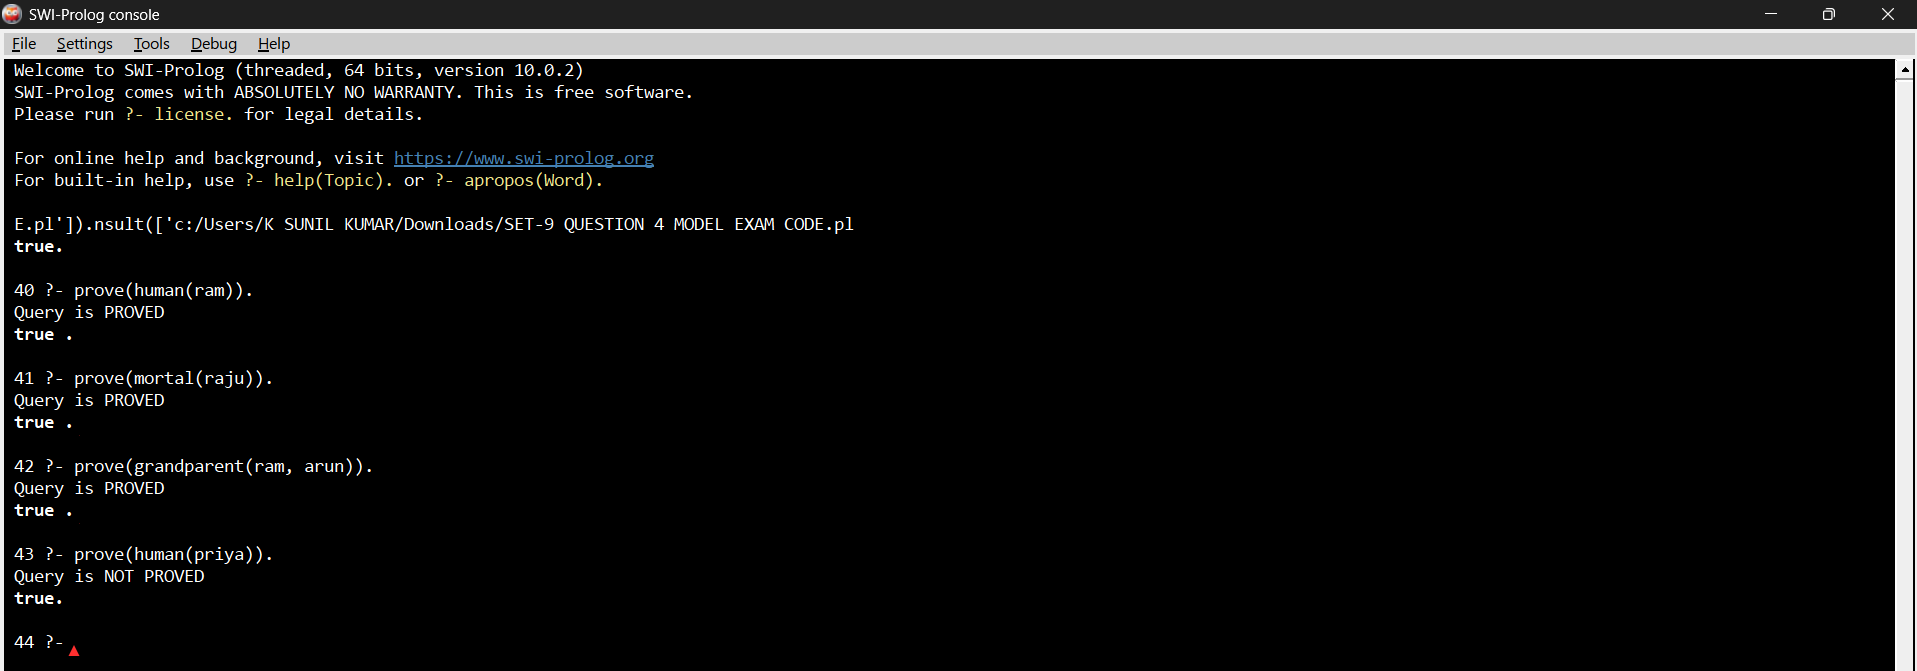 SWI-Prolog console
File Settings Tools Debug Help
Welcome to SWI-Prolog (threaded, 64 bits, version 10.0.2)
SWI-Prolog comes with ABSOLUTELY NO WARRANTY. This is free software.
Please run ?- license. for legal details.
For online help and background, visit https://www.swi-prolog.org
For built-in help, use ?- help(Topic). or ?- apropos(Word).
E.pl']).nsult(['c:/Users/K SUNIL KUMAR/Downloads/SET-9 QUESTION 4 MODEL EXAM CODE.pl
true.
40 ?- prove(human(ram)).
Query is PROVED
true .
41 ?- prove(mortal(raju)).
Query is PROVED
true .
42 ?- prove(grandparent(ram, arun)).
Query is PROVED
true .
43 ?- prove(human(priya)).
Query is NOT PROVED
true.
44 ?-